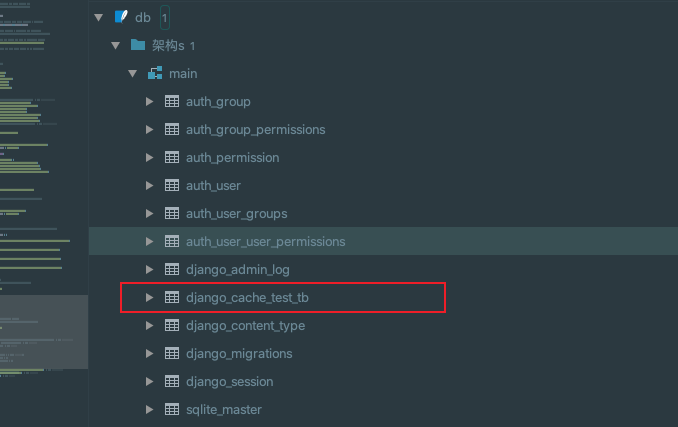 db 1
架构s 1
main
auth_group
auth_group_permissions
auth_permission
auth_user
auth_user_groups
auth_user_user_permissions
django_admin_log
django_cache_test_tb
django_content_type
django_migrations
django_session
sqlite_master